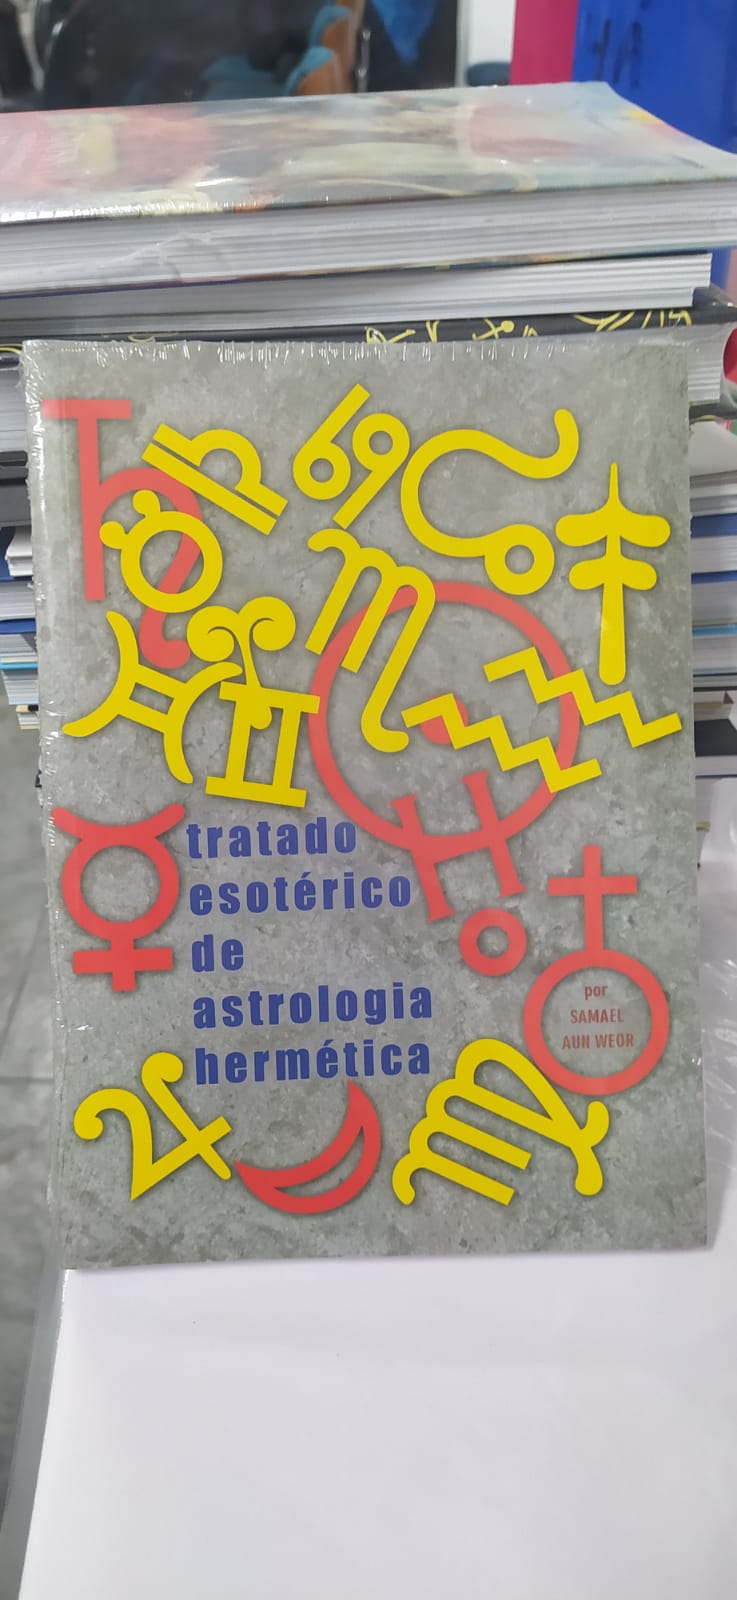 tratado
esotérico
de
astrologia
hermética
por
SAMAEL
AUN WEOR